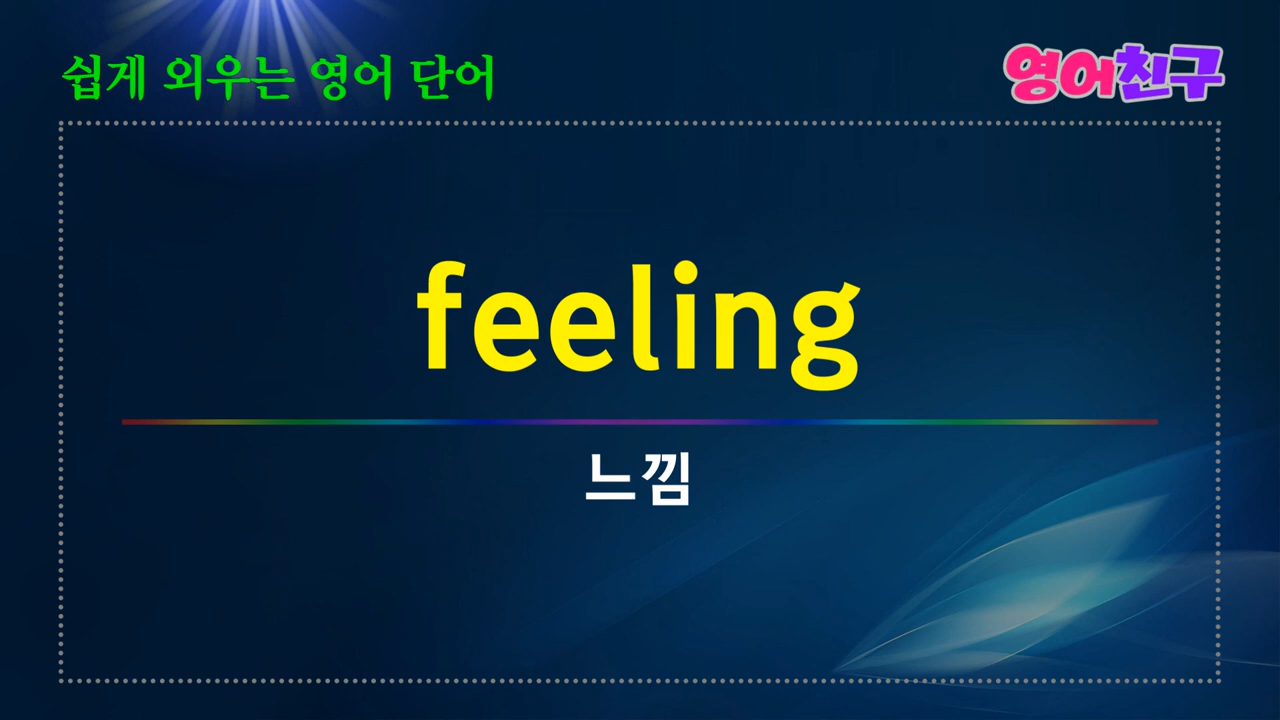 쉽게 외우는 영어 단어
영어친구
feeling
느낌